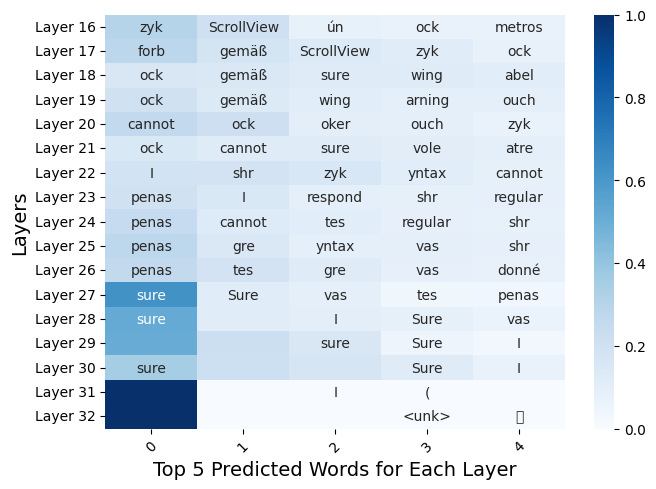 Layer 16 zyk ScrollView ún ock metros
Layer 17 forb gemäß ScrollView zyk ock
Layer 18 ock gemäß sure wing abel
Layer 19 ock gemäß wing arning ouch
Layer 20 cannot ock oker ouch zyk
Layer 21 ock cannot sure vole atre
Layer 22 I shr zyk yntax cannot
Layer 23 penas I respond shr regular
Layer 24 penas cannot tes regular shr
Layer 25 penas gre yntax vas shr
Layer 26 penas tes gre vas donné
Layer 27 sure Sure vas tes penas
Layer 28 sure I Sure vas
Layer 29 sure Sure I
Layer 30 sure Sure I
Layer 31 I (
Layer 32 <unk>
0 1 2 3 4
Top 5 Predicted Words for Each Layer
Layers
1.0
0.8
0.6
0.4
0.2
0.0